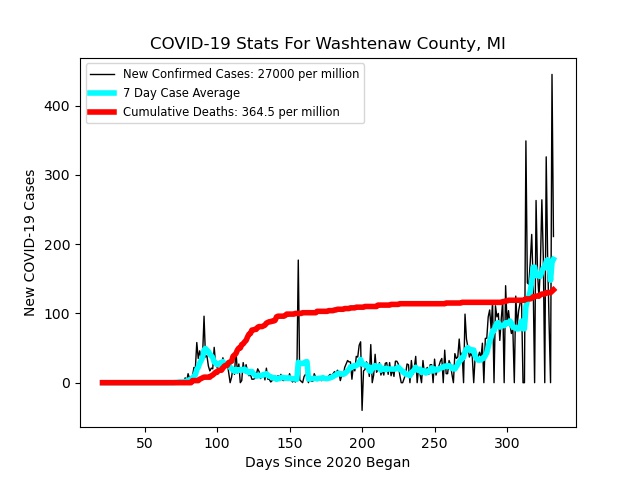 COVID-19 Stats For Washtenaw County, MI
New Confirmed Cases: 27000 per million
7 Day Case Average
Cumulative Deaths: 364.5 per million
New COVID-19 Cases
400
300
200
100
0
50 100 150 200 250 300
Days Since 2020 Began